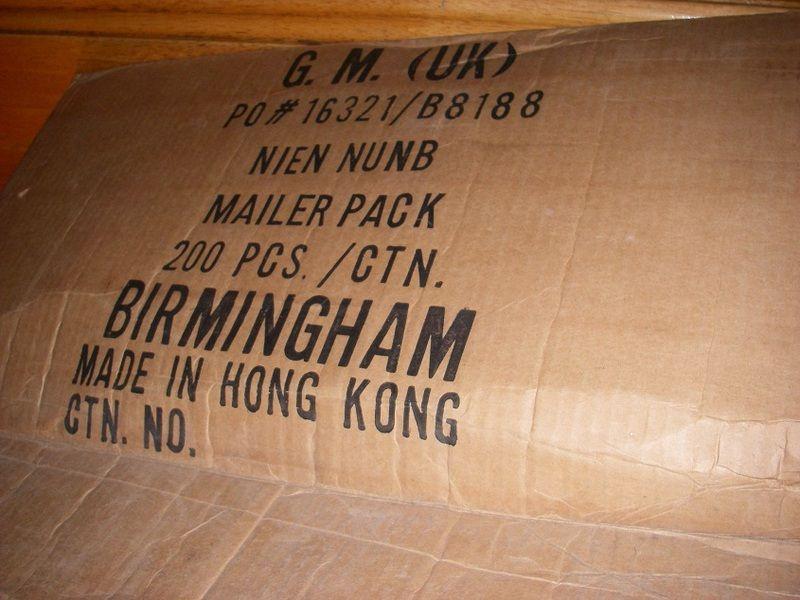 G. M. (UK)
PO# 16321/B8188
NIEN NUNB
MAILER PACK
200 PCS. /CTN.
BIRMINGHAM
MADE IN HONG KONG
CTN. NO.